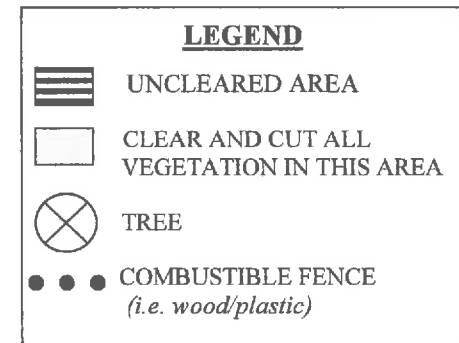 LEGEND
UNCLEARED AREA
CLEAR AND CUT ALL
VEGETATION IN THIS AREA
TREE
COMBUSTIBLE FENCE
(i.e. wood/plastic)